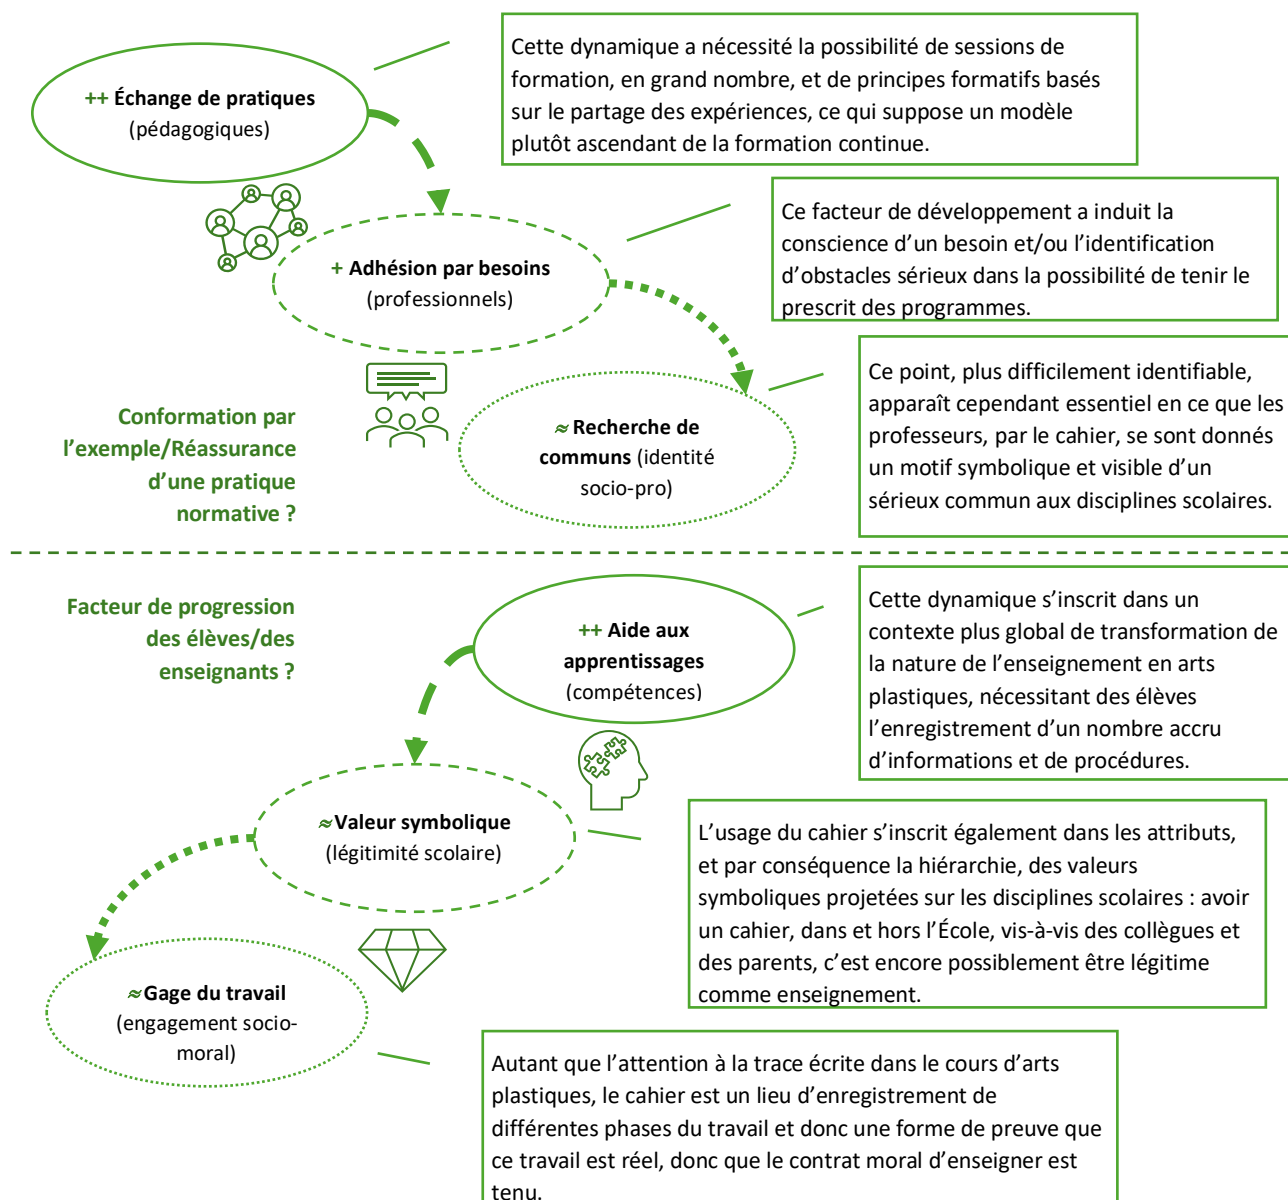 ++ Échange de pratiques
(pédagogiques)
Cette dynamique a nécessité la possibilité de sessions de
formation, en grand nombre, et de principes formatifs basés
sur le partage des expériences, ce qui suppose un modèle
plutôt ascendant de la formation continue.
+ Adhésion par besoins
(professionnels)
Ce facteur de développement a induit la
conscience d’un besoin et/ou l’identification
d’obstacles sérieux dans la possibilité de tenir le
prescrit des programmes.
Conformation par
l’exemple/Réassurance
d’une pratique
normative ?
≈ Recherche de
communs (identité
socio-pro)
Ce point, plus difficilement identifiable,
apparaît cependant essentiel en ce que les
professeurs, par le cahier, se sont donnés
un motif symbolique et visible d’un
sérieux commun aux disciplines scolaires.
Facteur de progression
des élèves/des
enseignants ?
++ Aide aux
apprentissages
(compétences)
Cette dynamique s’inscrit dans un
contexte plus global de transformation de
la nature de l’enseignement en arts
plastiques, nécessitant des élèves
l’enregistrement d’un nombre accru
d’informations et de procédures.
≈ Valeur symbolique
(légitimité scolaire)
L’usage du cahier s’inscrit également dans les attributs,
et par conséquence la hiérarchie, des valeurs
symboliques projetées sur les disciplines scolaires : avoir
un cahier, dans et hors l’École, vis-à-vis des collègues et
des parents, c’est encore possiblement être légitime
comme enseignement.
≈ Gage du travail
(engagement socio-
moral)
Autant que l’attention à la trace écrite dans le cours d’arts
plastiques, le cahier est un lieu d’enregistrement de
différentes phases du travail et donc une forme de preuve que
ce travail est réel, donc que le contrat moral d’enseigner est
tenu.